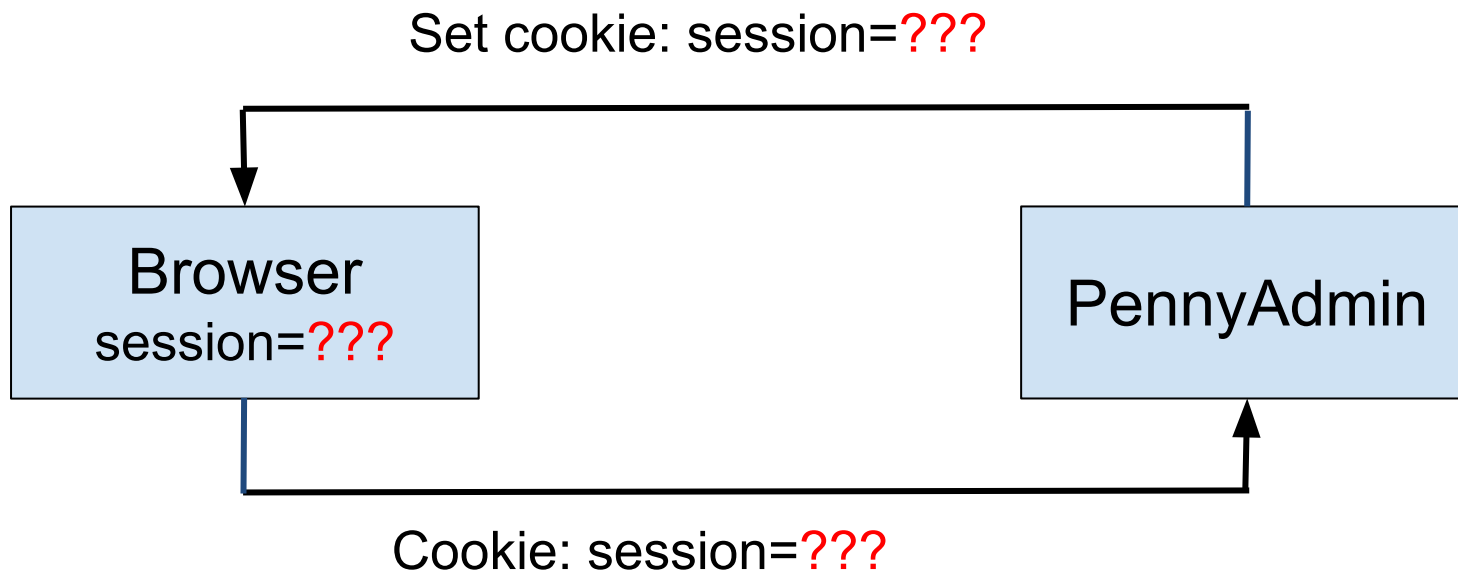 Set cookie: session=???
Browser
session=???
PennyAdmin
Cookie: session=???